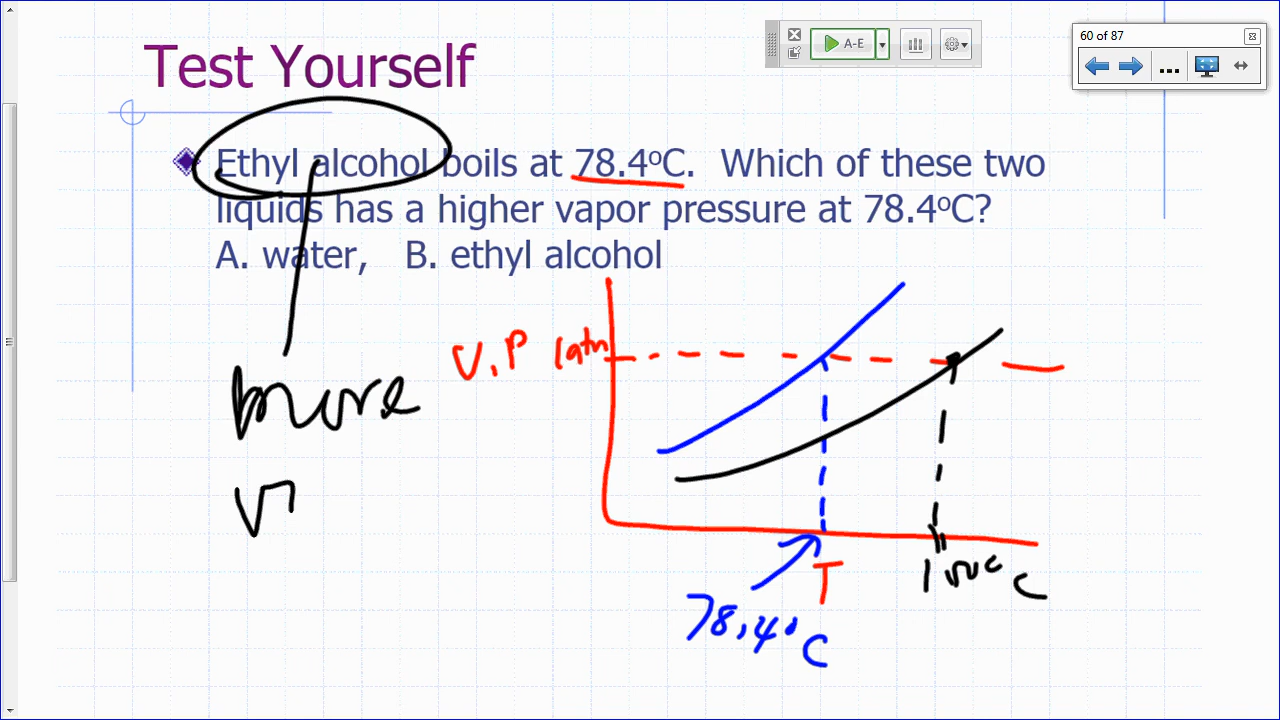 60 of 87
A-E
Test Yourself
Ethyl alcohol boils at 78.4°C. Which of these two
liquids has a higher vapor pressure at 78.4°C?
A. water, B. ethyl alcohol
V.P 1atm
more
T
78.4°C